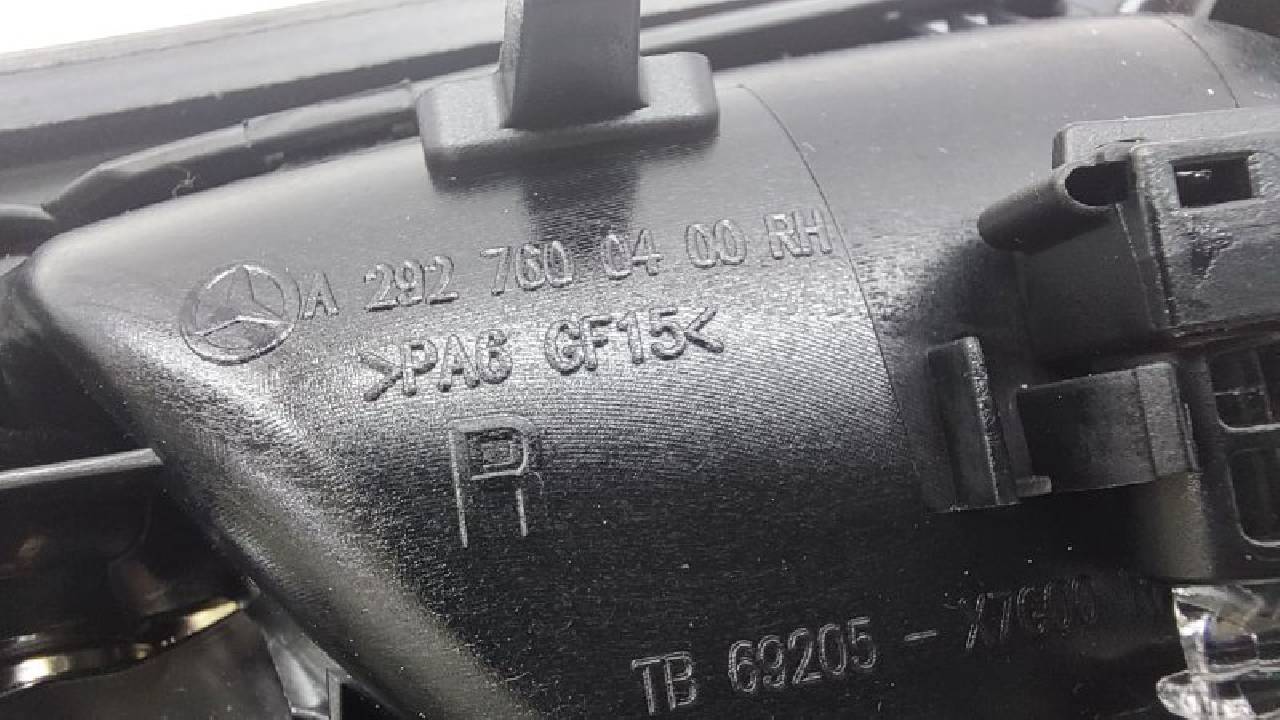 A 292 760 04 00 RH
>PA6 GF15<
R
TB 69205 -